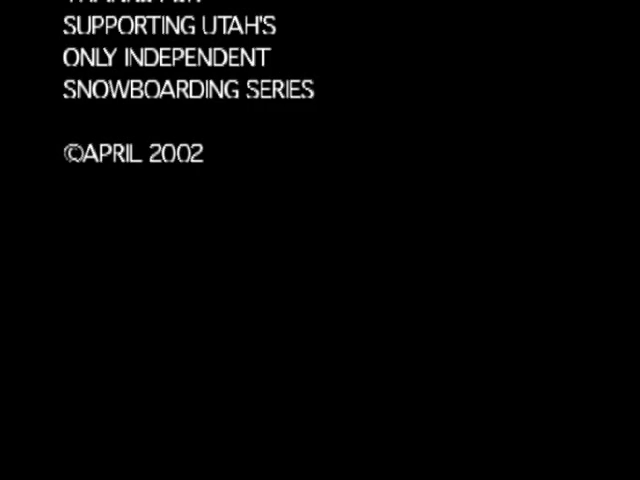 SUPPORTING UTAH'S
ONLY INDEPENDENT
SNOWBOARDING SERIES
©APRIL 2002